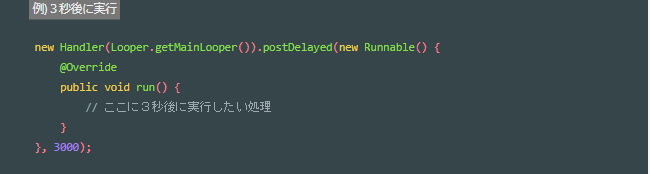 例)３秒後に実行
new Handler(Looper.getMainLooper()).postDelayed(new Runnable() {
    @Override
    public void run() {
        // ここに３秒後に実行したい処理
    }
}, 3000);